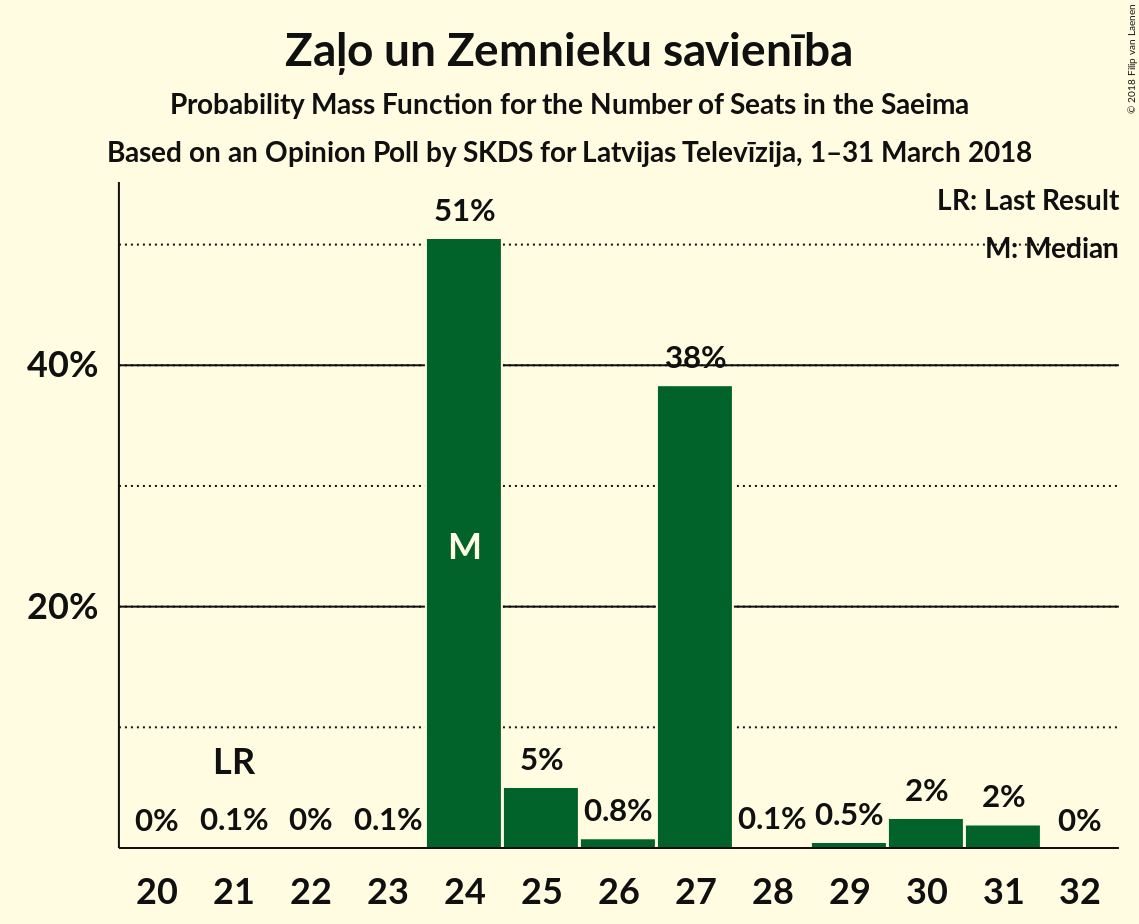 Zaļo un Zemnieku savienība
Probability Mass Function for the Number of Seats in the Saeima
Based on an Opinion Poll by SKDS for Latvijas Televīzija, 1–31 March 2018
© 2018 Filip van Laenen
LR: Last Result
M: Median
51%
40%
38%
M
20%
LR
5%
0% 0.1% 0% 0.1% 0.8% 0.1% 0.5% 2% 2% 0%
20 21 22 23 24 25 26 27 28 29 30 31 32